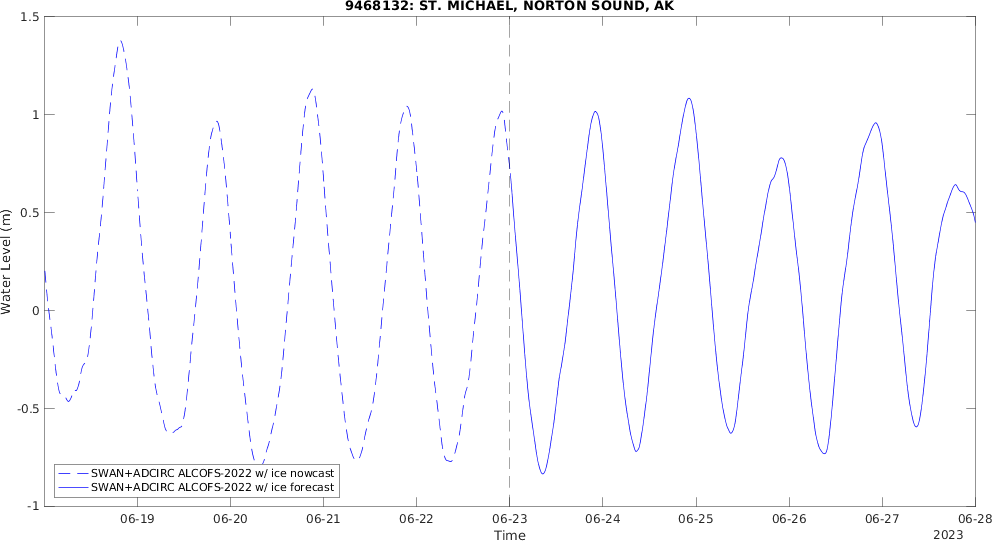 9468132: ST. MICHAEL, NORTON SOUND, AK
1.5
1
0.5
0
-0.5
-1
Water Level (m)
SWAN+ADCIRC ALCOFS-2022 w/ ice nowcast
SWAN+ADCIRC ALCOFS-2022 w/ ice forecast
06-19 06-20 06-21 06-22 06-23 06-24 06-25 06-26 06-27 06-28
Time
2023